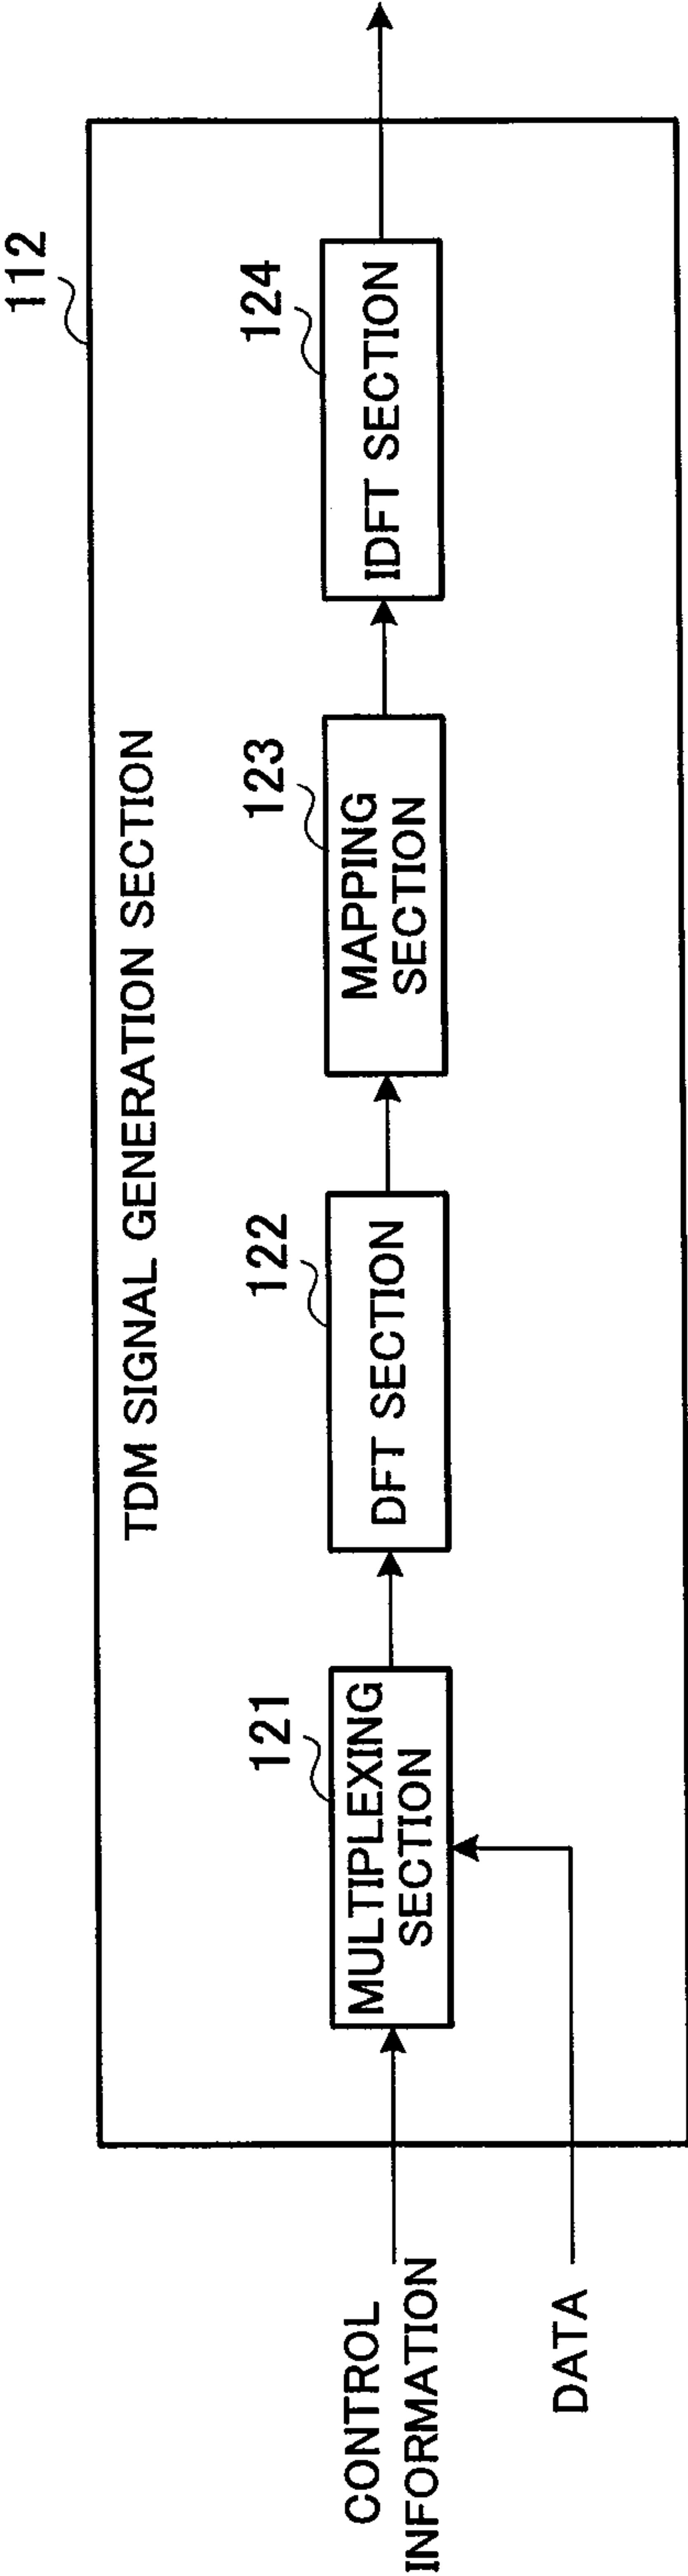 112
TDM SIGNAL GENERATION SECTION
121
MULTIPLEXING
SECTION
122
DFT SECTION
123
MAPPING
SECTION
124
IDFT SECTION
CONTROL
INFORMATION
DATA